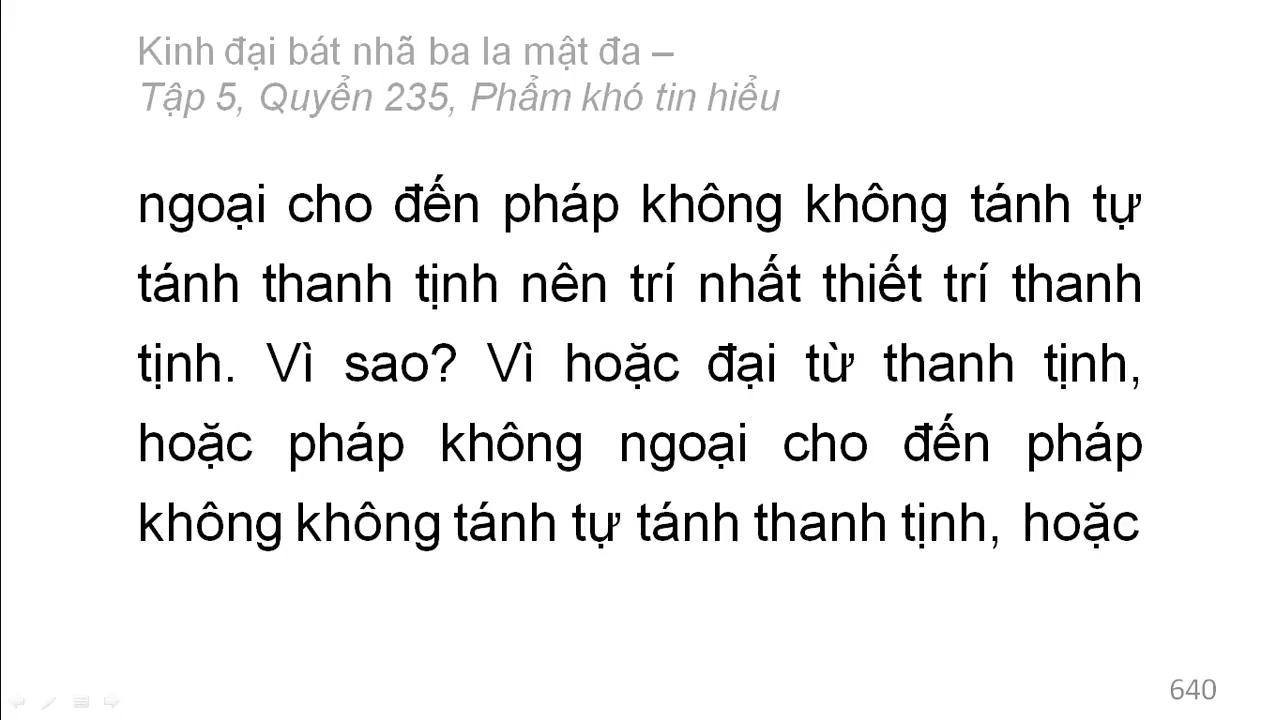 Kinh đại bát nhã ba la mật đa –
Tập 5, Quyển 235, Phẩm khó tin hiểu
ngoại cho đến pháp không không tánh tự
tánh thanh tịnh nên trí nhất thiết trí thanh
tịnh. Vì sao? Vì hoặc đại từ thanh tịnh,
hoặc pháp không ngoại cho đến pháp
không không tánh tự tánh thanh tịnh, hoặc
640